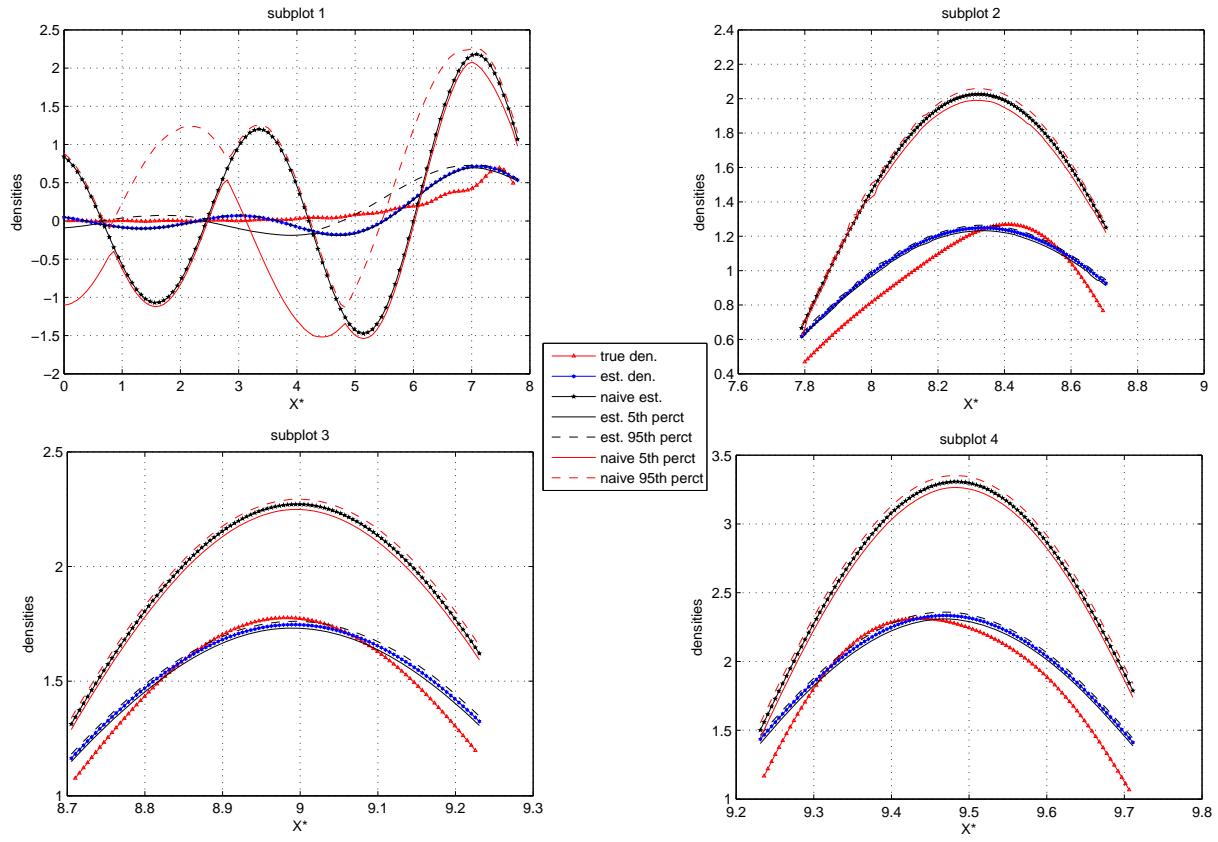 subplot 1
2.5
2
1.5
1
0.5
0
−0.5
−1
−1.5
−2
densities
0 1 2 3 4 5 6 7 8
X*
subplot 2
2.4
2.2
2
1.8
1.6
1.4
1.2
1
0.8
0.6
0.4
densities
7.6 7.8 8 8.2 8.4 8.6 8.8 9
X*
true den.
est. den.
naive est.
est. 5th perct
est. 95th perct
naive 5th perct
naive 95th perct
subplot 3
2.5
2
1.5
1
densities
8.7 8.8 8.9 9 9.1 9.2 9.3
X*
subplot 4
3.5
3
2.5
2
1.5
1
densities
9.2 9.3 9.4 9.5 9.6 9.7 9.8
X*